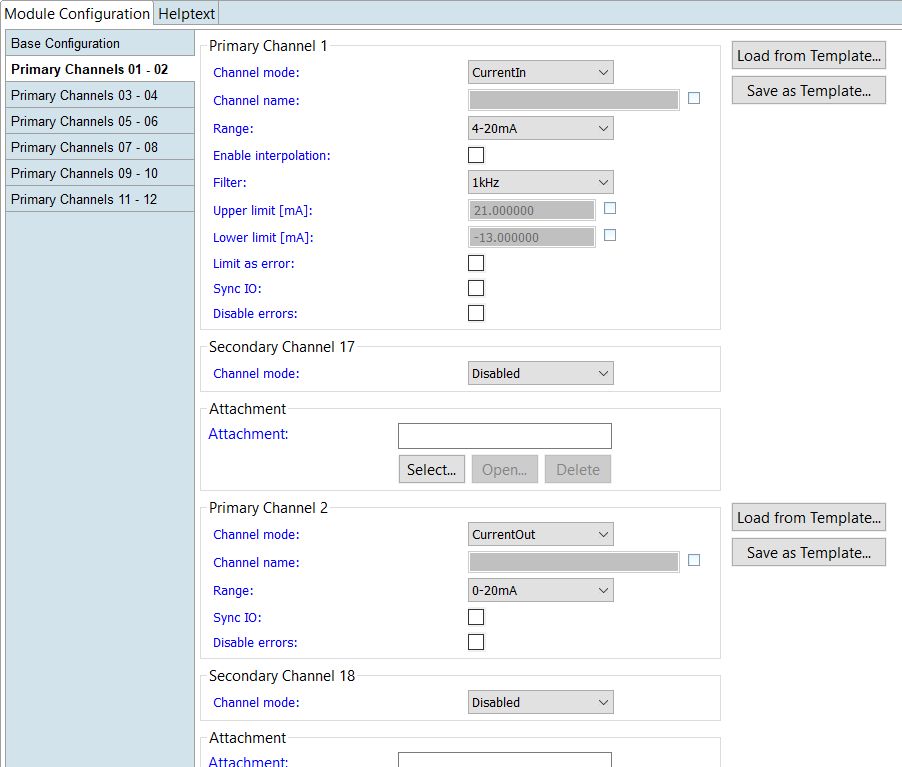 Module Configuration Helptext
Base Configuration
Primary Channels 01 - 02
Primary Channels 03 - 04
Primary Channels 05 - 06
Primary Channels 07 - 08
Primary Channels 09 - 10
Primary Channels 11 - 12
Primary Channel 1
Channel mode: CurrentIn
Channel name:
Range: 4-20mA
Enable interpolation:
Filter: 1kHz
Upper limit [mA]: 21.000000
Lower limit [mA]: -13.000000
Limit as error:
Sync IO:
Disable errors:
Load from Template...
Save as Template...
Secondary Channel 17
Channel mode: Disabled
Attachment
Attachment:
Select... Open... Delete
Primary Channel 2
Channel mode: CurrentOut
Channel name:
Range: 0-20mA
Sync IO:
Disable errors:
Load from Template...
Save as Template...
Secondary Channel 18
Channel mode: Disabled
Attachment
Attachment: